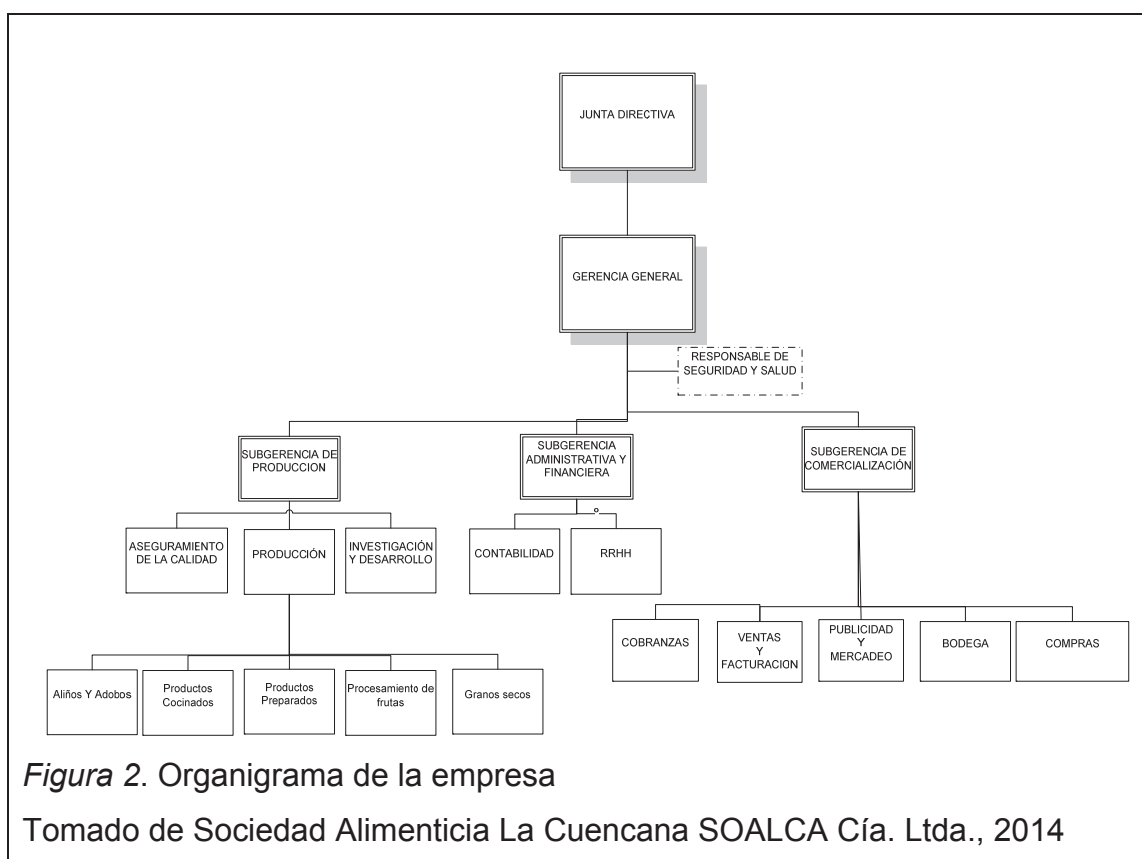 JUNTA DIRECTIVA
GERENCIA GENERAL
RESPONSABLE DE
SEGURIDAD Y SALUD
SUBGERENCIA DE
PRODUCCION
SUBGERENCIA
ADMINISTRATIVA Y
FINANCIERA
SUBGERENCIA DE
COMERCIALIZACIÓN
ASEGURAMIENTO
DE LA CALIDAD
PRODUCCIÓN
INVESTIGACIÓN
Y DESARROLLO
CONTABILIDAD
RRHH
COBRANZAS
VENTAS
Y
FACTURACION
PUBLICIDAD
Y
MERCADEO
BODEGA
COMPRAS
Aliños Y Adobos
Productos
Cocinados
Productos
Preparados
Procesamiento de
frutas
Granos secos
Figura 2. Organigrama de la empresa
Tomado de Sociedad Alimenticia La Cuencana SOALCA Cía. Ltda., 2014